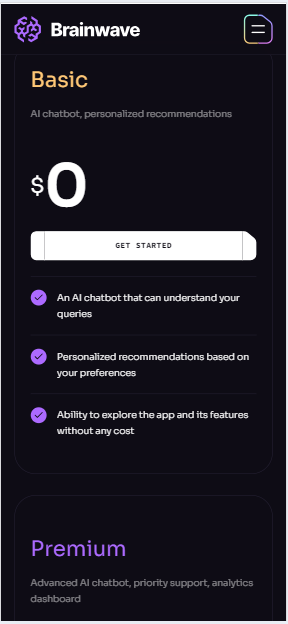 Brainwave
Basic
AI chatbot, personalized recommendations
$0
GET STARTED
An AI chatbot that can understand your
queries
Personalized recommendations based on
your preferences
Ability to explore the app and its features
without any cost
Premium
Advanced AI chatbot, priority support, analytics
dashboard